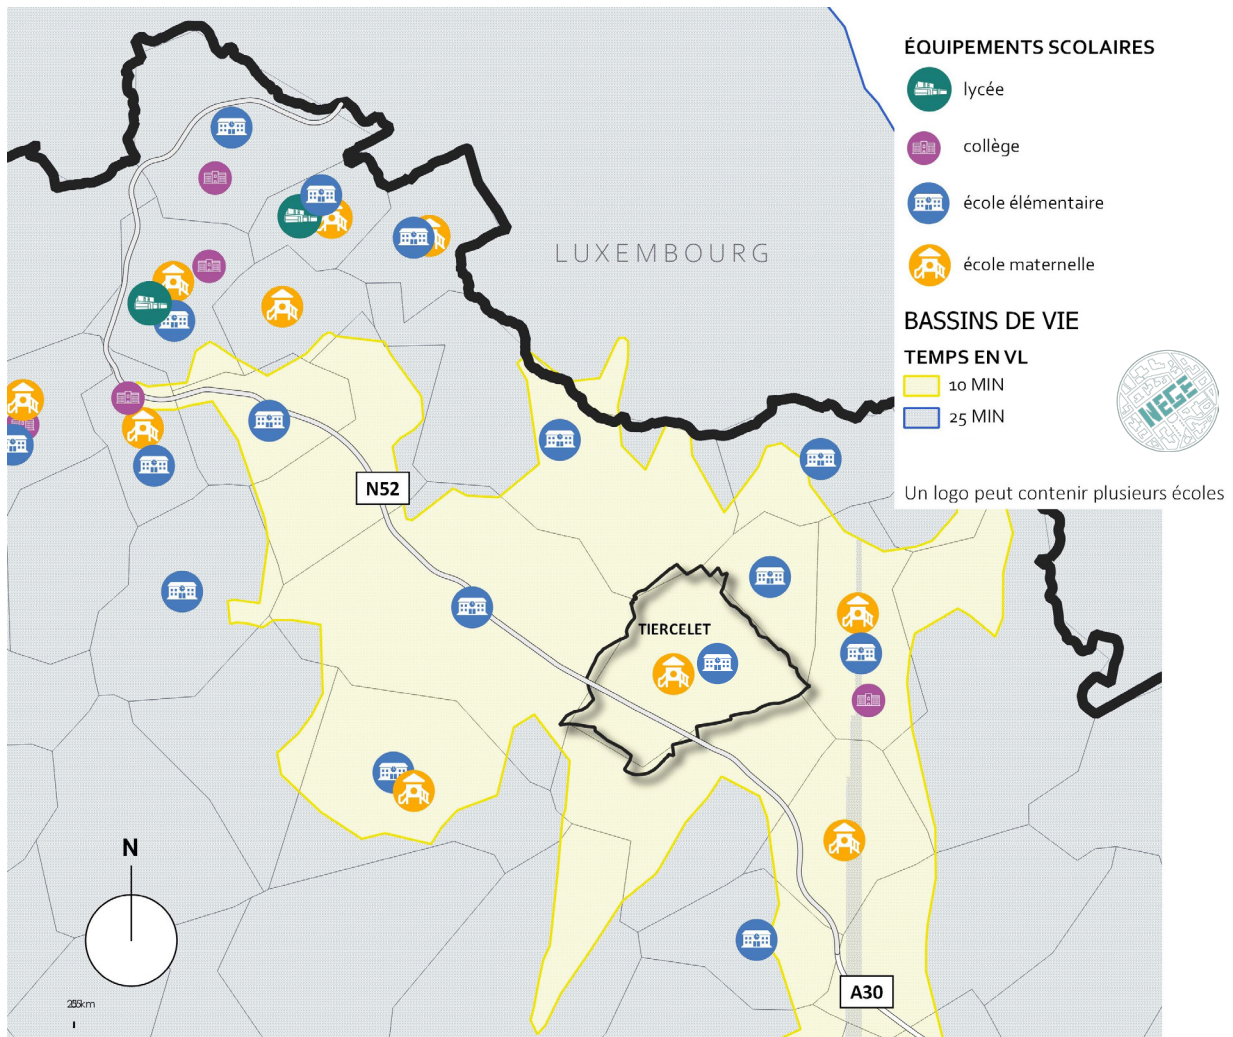 ÉQUIPEMENTS SCOLAIRES
lycée
collège
école élémentaire
école maternelle
BASSINS DE VIE
TEMPS EN VL
10 MIN
25 MIN
NEGE
Un logo peut contenir plusieurs écoles
LUXEMBOURG
N52
TIERCELET
N
A30
km